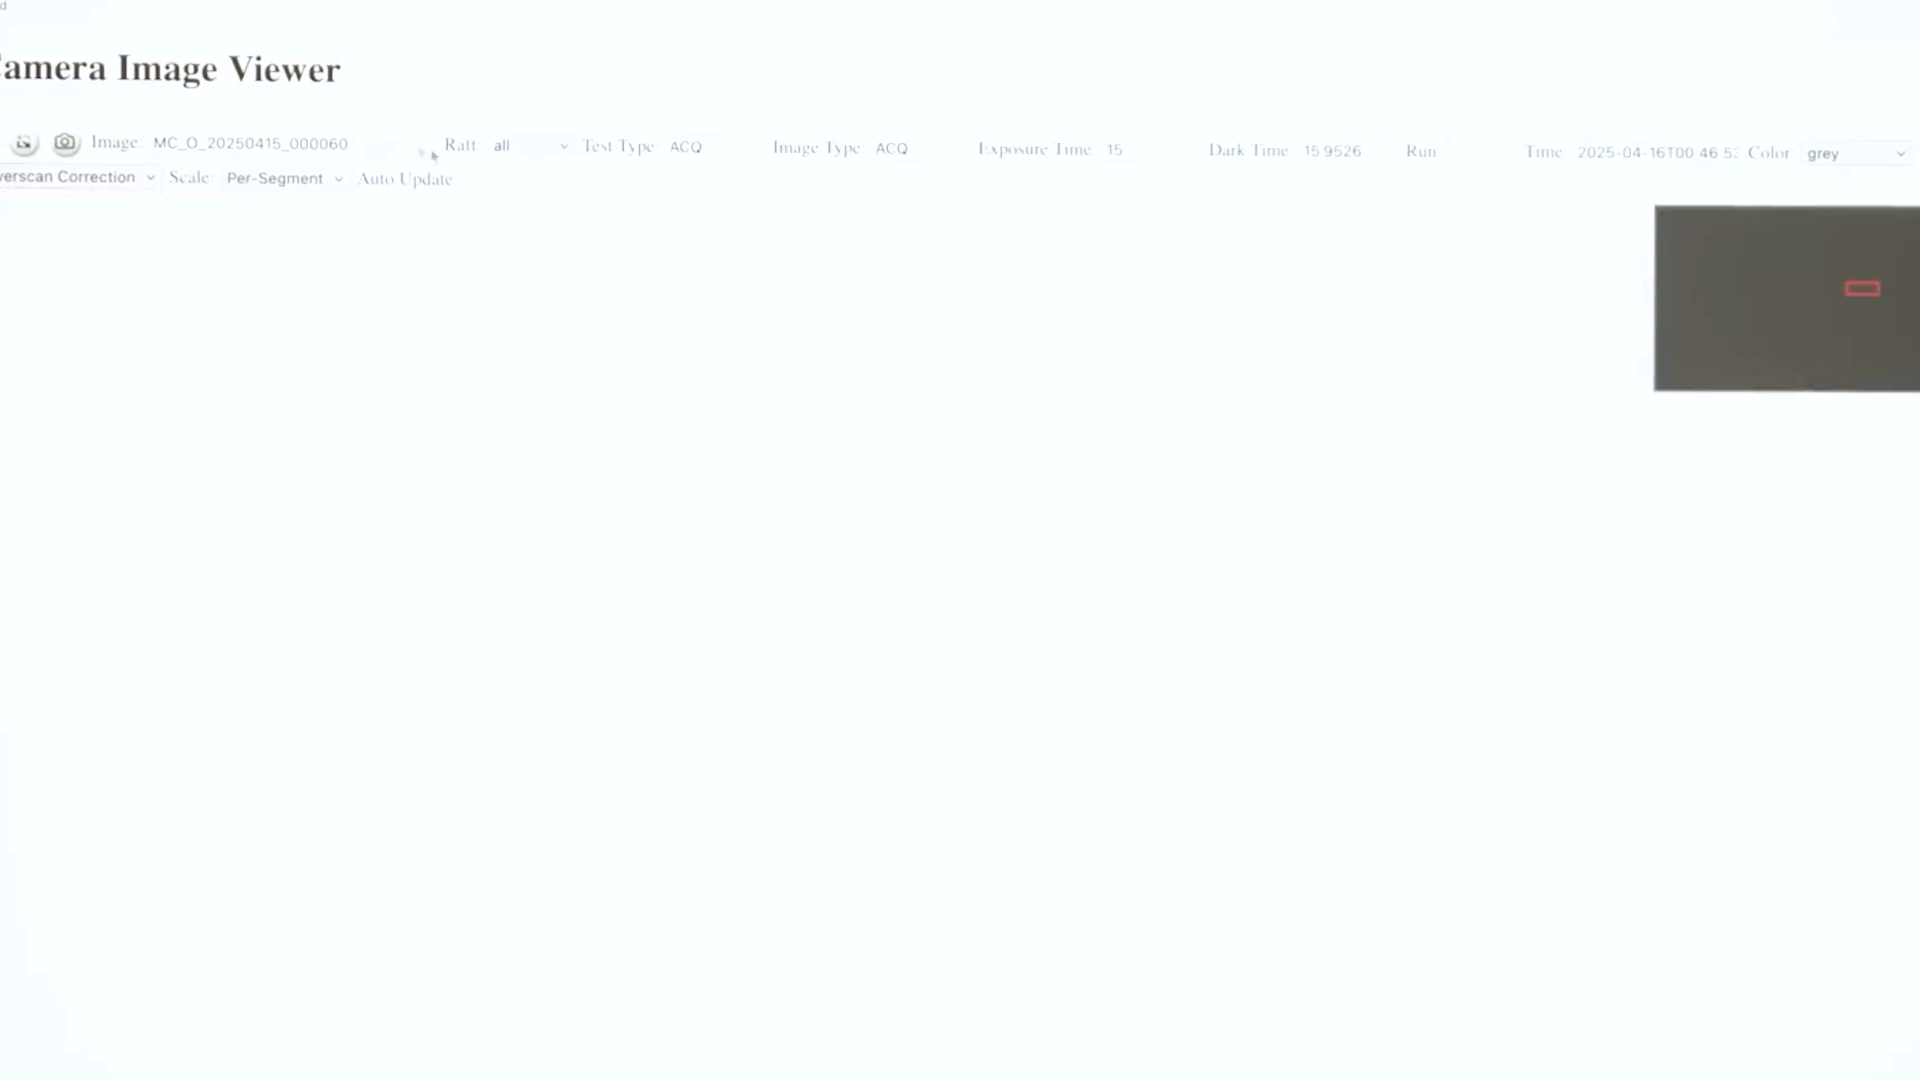 d
amera Image Viewer
Image: MC_O_20250415_000060 Raft all Test Type ACQ Image Type ACQ Exposure Time 15 Dark Time 15.9526 Run Time 2025-04-16T00 46 5 Color grey
verscan Correction Scale: Per-Segment Auto Update